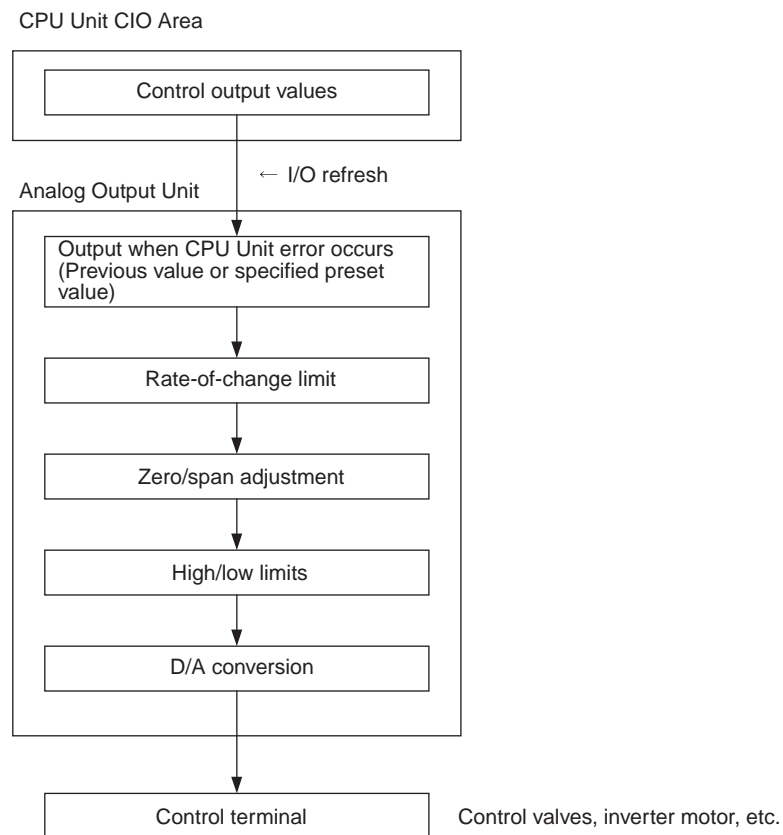 CPU Unit CIO Area
Control output values
← I/O refresh
Analog Output Unit
Output when CPU Unit error occurs
(Previous value or specified preset
value)
Rate-of-change limit
Zero/span adjustment
High/low limits
D/A conversion
Control terminal
Control valves, inverter motor, etc.